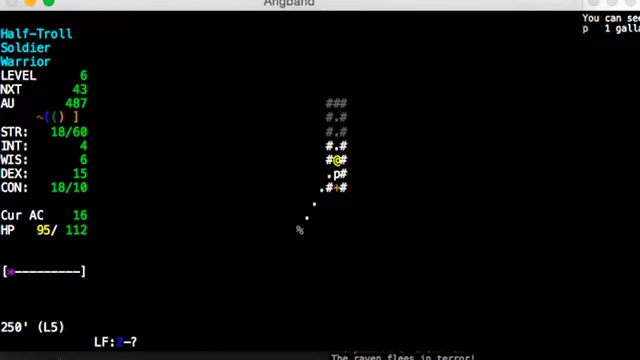 Angband
You can see
p 1 galla
Half-Troll
Soldier
Warrior
LEVEL 6
NXT 43
AU 487
~(() ]
STR: 18/60
INT: 4
WIS: 6
DEX: 15
CON: 18/10
Cur AC 16
HP 95/ 112
[*---------]
250' (L5)
LF:2-?
The raven flees in terror!
###
#.#
#.#
#.#
#@#
.p#
.#+#
.
.
%